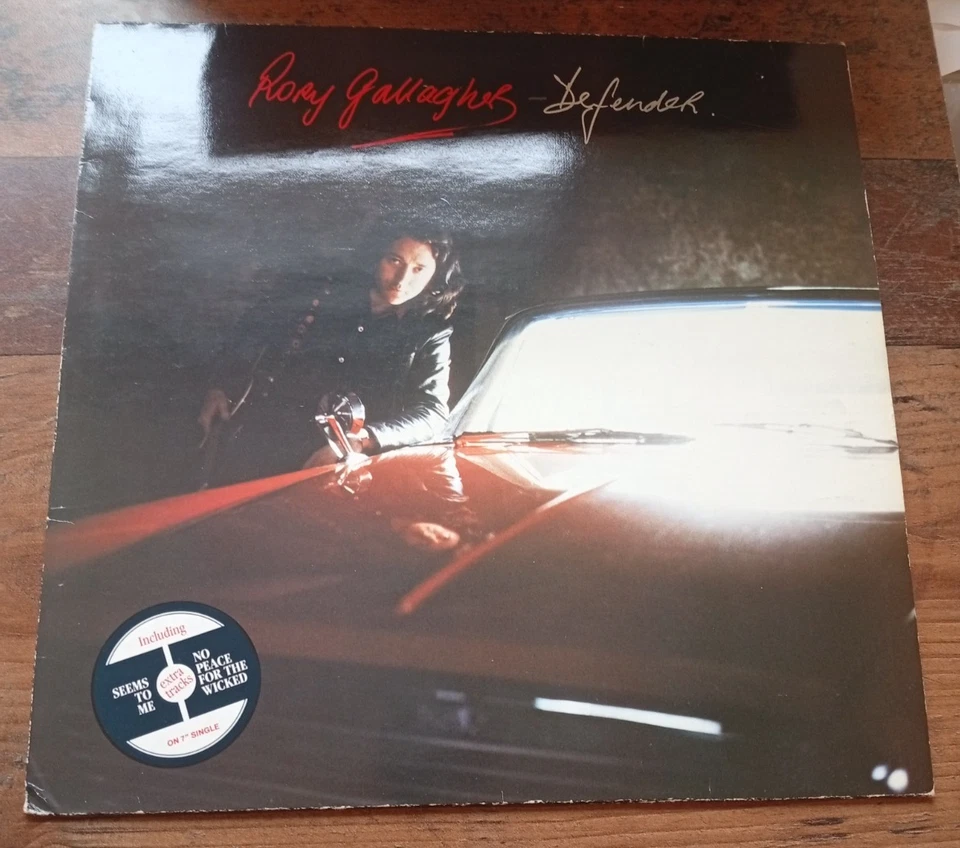 Rory Gallagher - Defender.
Including
SEEMS
TO
ME
extra
tracks
NO
PEACE
FOR THE
WICKED
ON 7" SINGLE